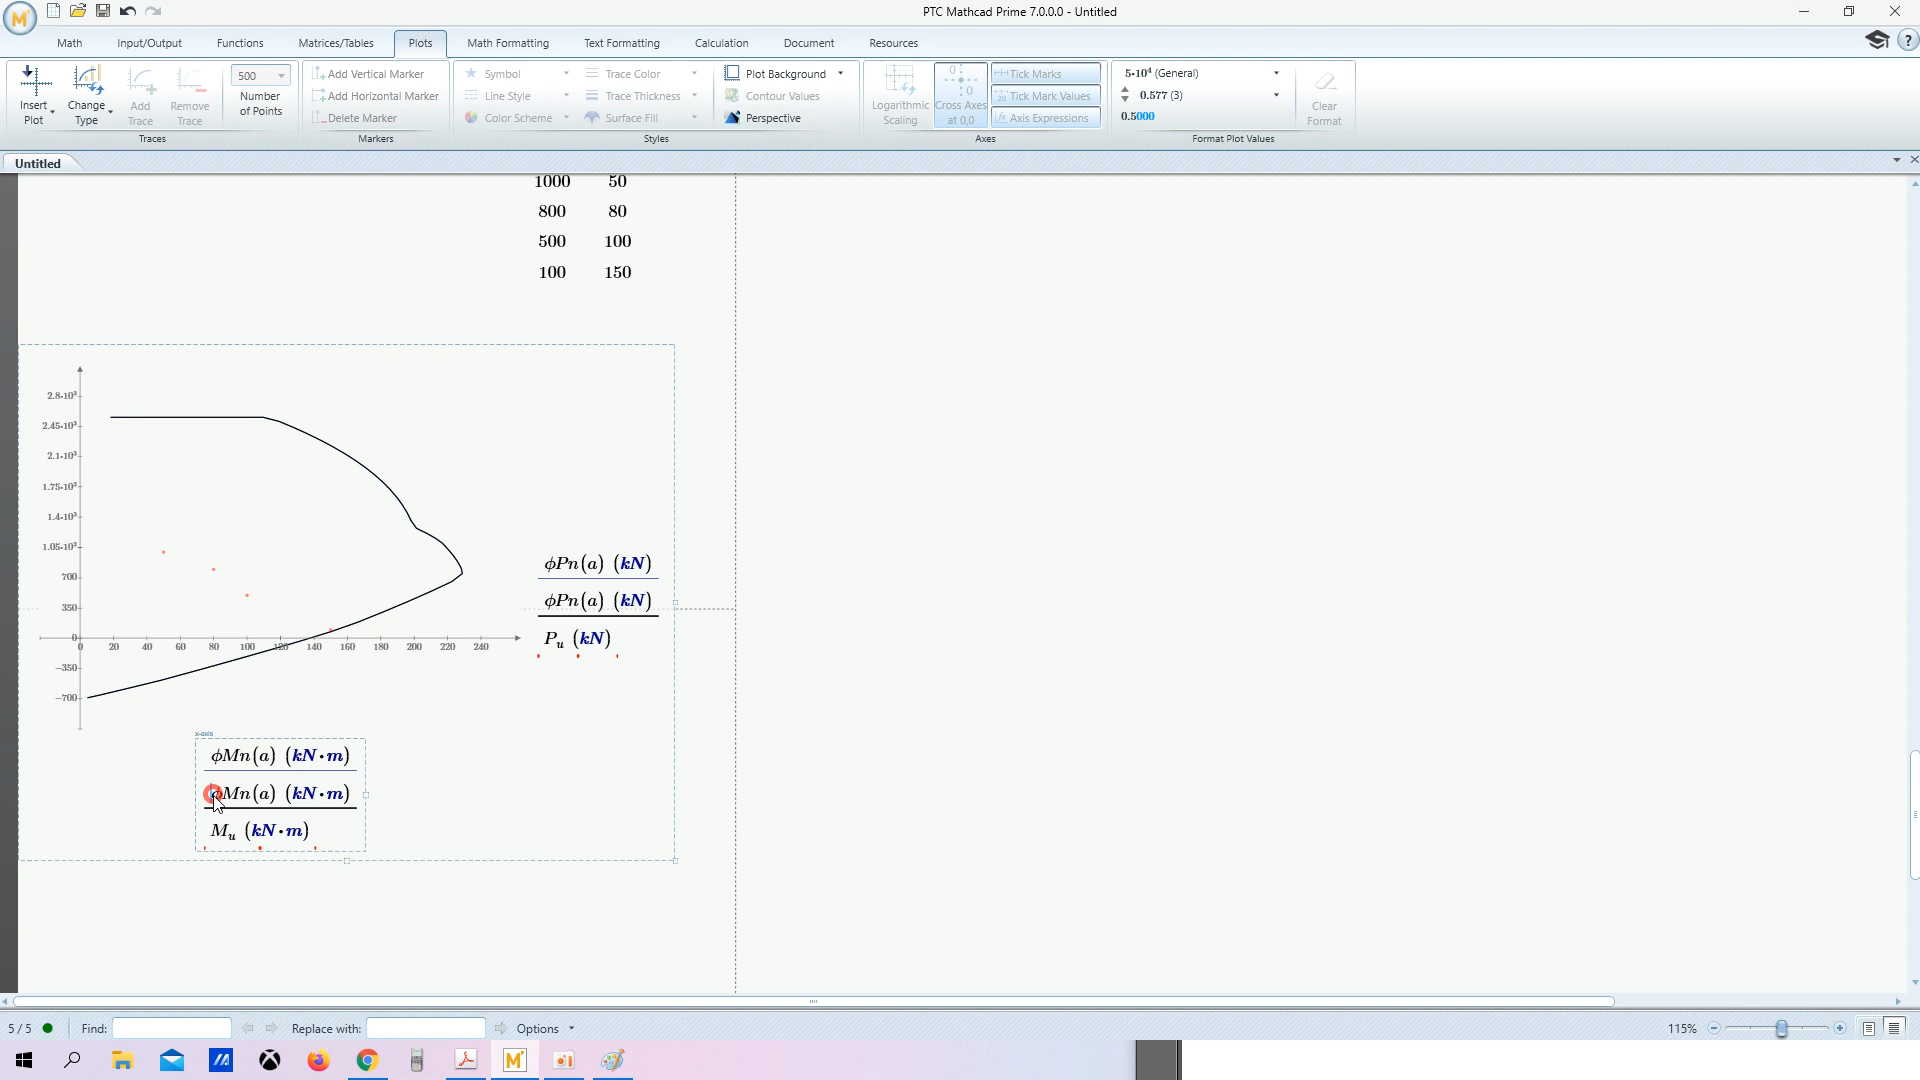 PTC Mathcad Prime 7.0.0.0 - Untitled
Math
Input/Output
Functions
Matrices/Tables
Plots
Math Formatting
Text Formatting
Calculation
Document
Resources
Insert Plot
Change Type
Add Trace
Remove Trace
500
Number of Points
Traces
Add Vertical Marker
Add Horizontal Marker
Delete Marker
Markers
Symbol
Line Style
Color Scheme
Trace Color
Trace Thickness
Surface Fill
Plot Background
Contour Values
Perspective
Styles
Logarithmic Scaling
Cross Axes at 0,0
Tick Marks
Tick Mark Values
Axis Expressions
Axes
5•10⁴ (General)
0.577 (3)
0.5000
Format Plot Values
Clear Format
Untitled
1000 50
800 80
500 100
100 150
2.8•10³
2.45•10³
2.1•10³
1.75•10³
1.4•10³
1.05•10³
700
350
0
-350
-700
0 20 40 60 80 100 120 140 160 180 200 220 240
ϕPn(a) (kN)
ϕPn(a) (kN)
Pᵤ (kN)
x-axis
ϕMn(a) (kN•m)
ϕMn(a) (kN•m)
Mᵤ (kN•m)
5 / 5
Find:
Replace with:
Options
115%